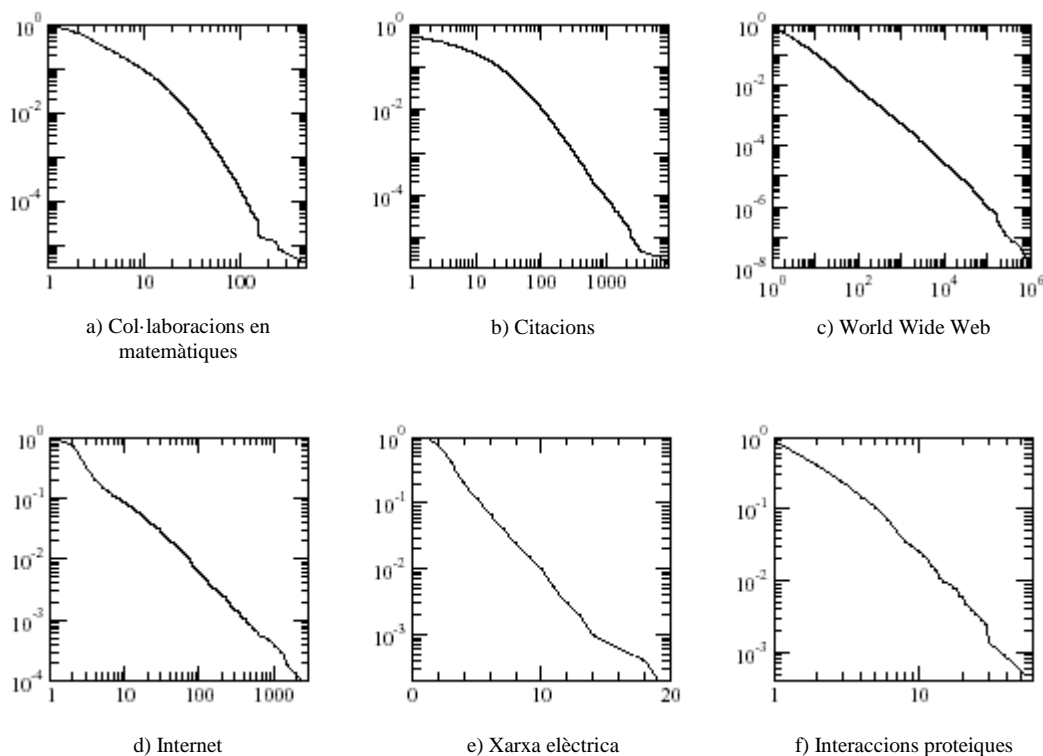 10^0
10^-2
10^-4
1 10 100
a) Col·laboracions en
matemàtiques
10^0
10^-2
10^-4
1 10 100 1000
b) Citacions
10^0
10^-2
10^-4
10^-6
10^-8
10^0 10^2 10^4 10^6
c) World Wide Web
10^0
10^-1
10^-2
10^-3
10^-4
1 10 100 1000
d) Internet
10^0
10^-1
10^-2
10^-3
0 10 20
e) Xarxa elèctrica
10^0
10^-1
10^-2
10^-3
1 10
f) Interaccions proteiques